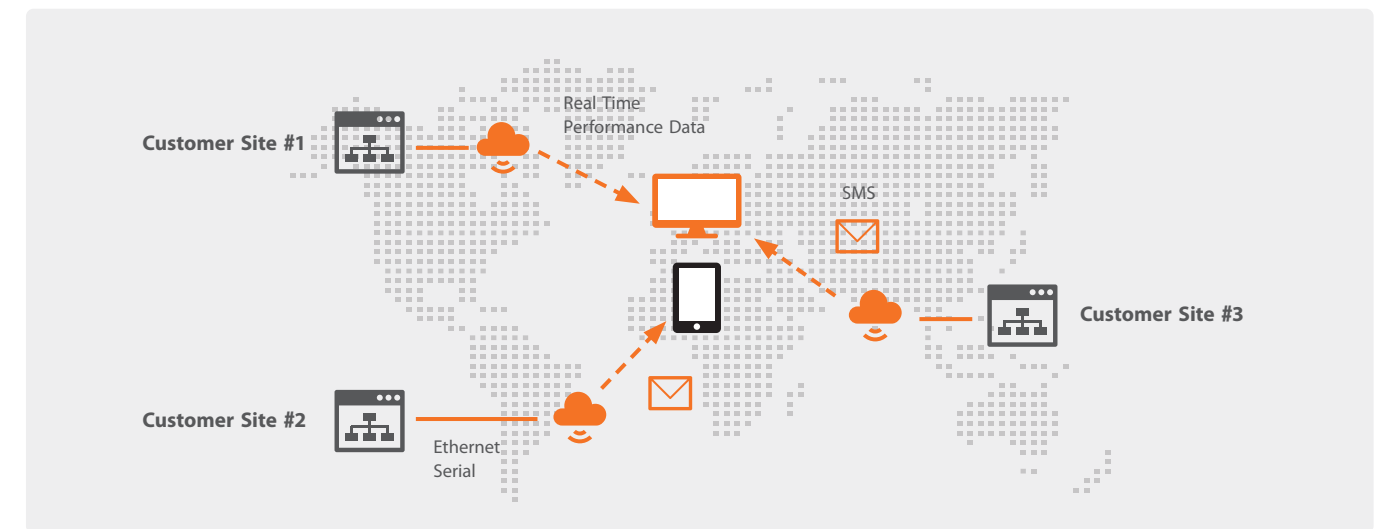 Real Time
Performance Data
Customer Site #1
SMS
Customer Site #3
Customer Site #2
Ethernet
Serial